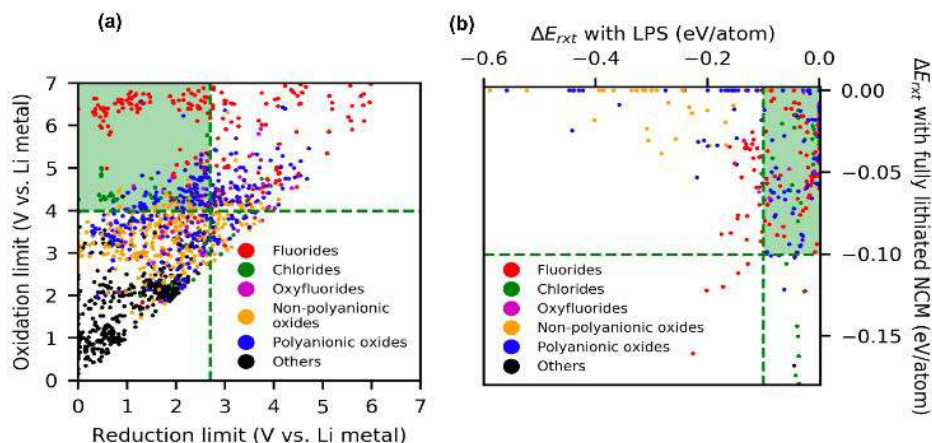 (a)
7
6
5
4
3
2
1
0
Oxidation limit (V vs. Li metal)
0 1 2 3 4 5 6 7
Reduction limit (V vs. Li metal)
Fluorides
Chlorides
Oxyfluorides
Non-polyanionic
oxides
Polyanionic oxides
Others
(b)
ΔE_rxt with LPS (eV/atom)
−0.6 −0.4 −0.2 0.0
0.00
−0.05
−0.10
−0.15
ΔE_rxt with fully lithiated NCM (eV/atom)
Fluorides
Chlorides
Oxyfluorides
Non-polyanionic oxides
Polyanionic oxides
Others